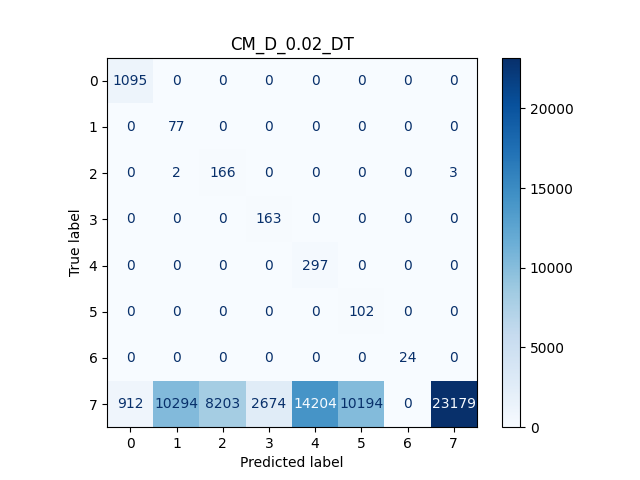 CM_D_0.02_DT
0 1095 0 0 0 0 0 0 0
1 0 77 0 0 0 0 0 0
2 0 2 166 0 0 0 0 3
3 0 0 0 163 0 0 0 0
4 0 0 0 0 297 0 0 0
5 0 0 0 0 0 102 0 0
6 0 0 0 0 0 0 24 0
7 912 10294 8203 2674 14204 10194 0 23179
0 1 2 3 4 5 6 7
Predicted label
True label
20000
15000
10000
5000
0